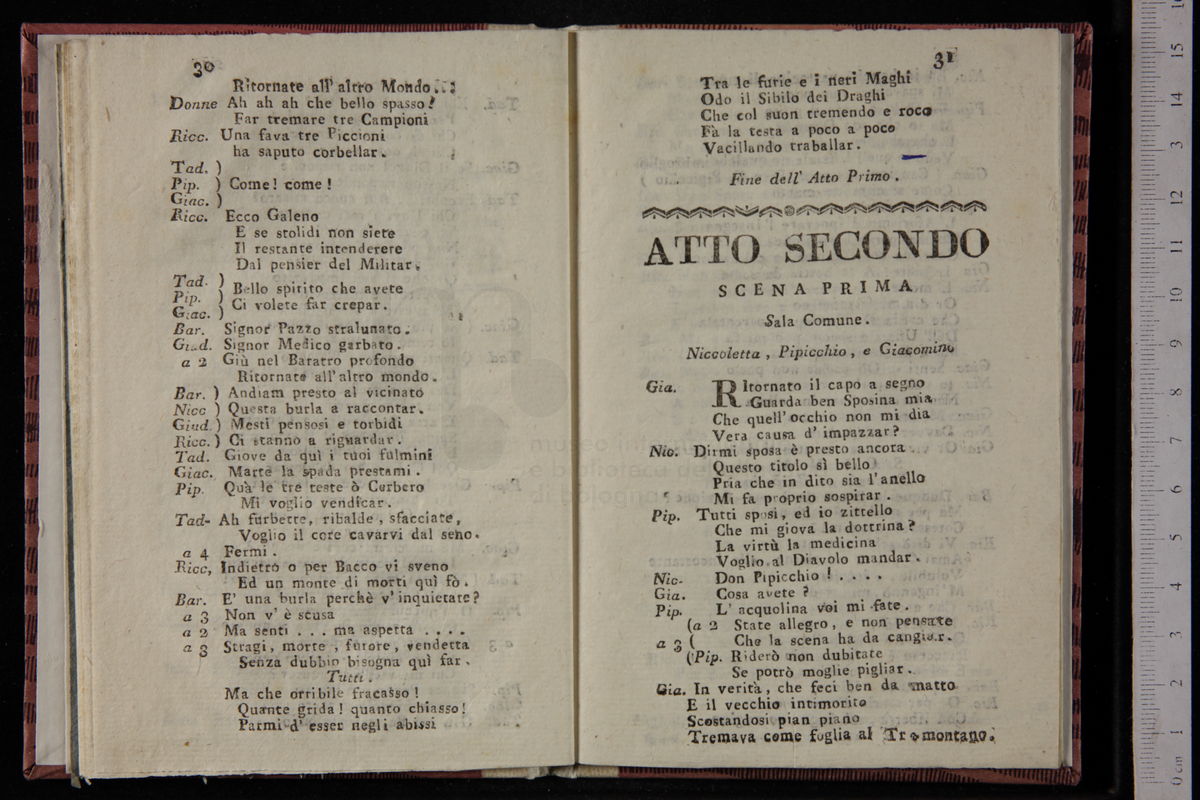 30
Ritornate all' altro Mondo..:
Donne Ah ah ah che bello spasso!
Far tremare tre Campioni
Ricc. Una fava tre Piccioni
ha saputo corbellar.
Tad. )
Pip. ) Come! come!
Giac. )
Ricc. Ecco Galeno
E se stolidi non siete
Il restante intenderere
Dal pensier del Militar.
Tad. ) Bello spirito che avete
Pip. )
Giac. ) Ci volete far crepar.
Bar. Signor Pazzo stralunato.
Giud. Signor Medico garbato.
a 2 Giù nel Baratro profondo
Ritornate all' altro mondo.
Bar. ) Andiam presto al vicinato
Nicc ) Questa burla a raccontar.
Giud. ) Mesti pensosi e torbidi
Ricc. ) Ci stanno a riguardar.
Tad. Giove da quì i tuoi fulmini
Giac. Marte la spada prestami.
Pip. Quà le tre teste ò Cerbero
Mi voglio vendicar.
Tad- Ah furbette, ribalde, sfacciate,
Voglio il core cavarvi dal seno.
a 4 Fermi.
Ricc, Indietro o per Bacco vi sveno
Ed un monte di morti quì fò.
Bar. E' una burla perchè v' inquietate?
a 3 Non v' è scusa
a 2 Ma senti ... ma aspetta ....
a 3 Stragi, morte, furore, vendetta
Senza dubbio bisogna quì far.
Tutti.
Ma che orribile fracasso!
Quante grida! quanto chiasso!
Parmi d' esser negli abissi
31
Tra le furie e i neri Maghi
Odo il Sibilo dei Draghi
Che col suon tremendo e roco
Fà la testa a poco a poco
Vacillando traballar.
Fine dell' Atto Primo.
ATTO SECONDO
SCENA PRIMA
Sala Comune.
Niccoletta, Pipicchio, e Giacomino
Gia. RItornato il capo a segno
Guarda ben Sposina mia
Che quell' occhio non mi dia
Vera causa d' impazzar?
Nic. Dirmi sposa è presto ancora
Questo titolo sì bello
Pria che in dito sia l'anello
Mi fa proprio sospirar.
Pip. Tutti sposi, ed io zittello
Che mi giova la dottrina?
La virtù la medicina
Voglio al Diavolo mandar.
Nic- Don Pipicchio! ....
Gia. Cosa avete?
Pip. L' acquolina voi mi fate.
(a 2 State allegro, e non pensate
a 3 ( Che la scena ha da cangiar.
(Pip. Riderò non dubitate
Se potrò moglie pigliar.
Gia. In verità, che feci ben da matto
E il vecchio intimorito
Scostandosi pian piano
Tremava come foglia al Tramontano.